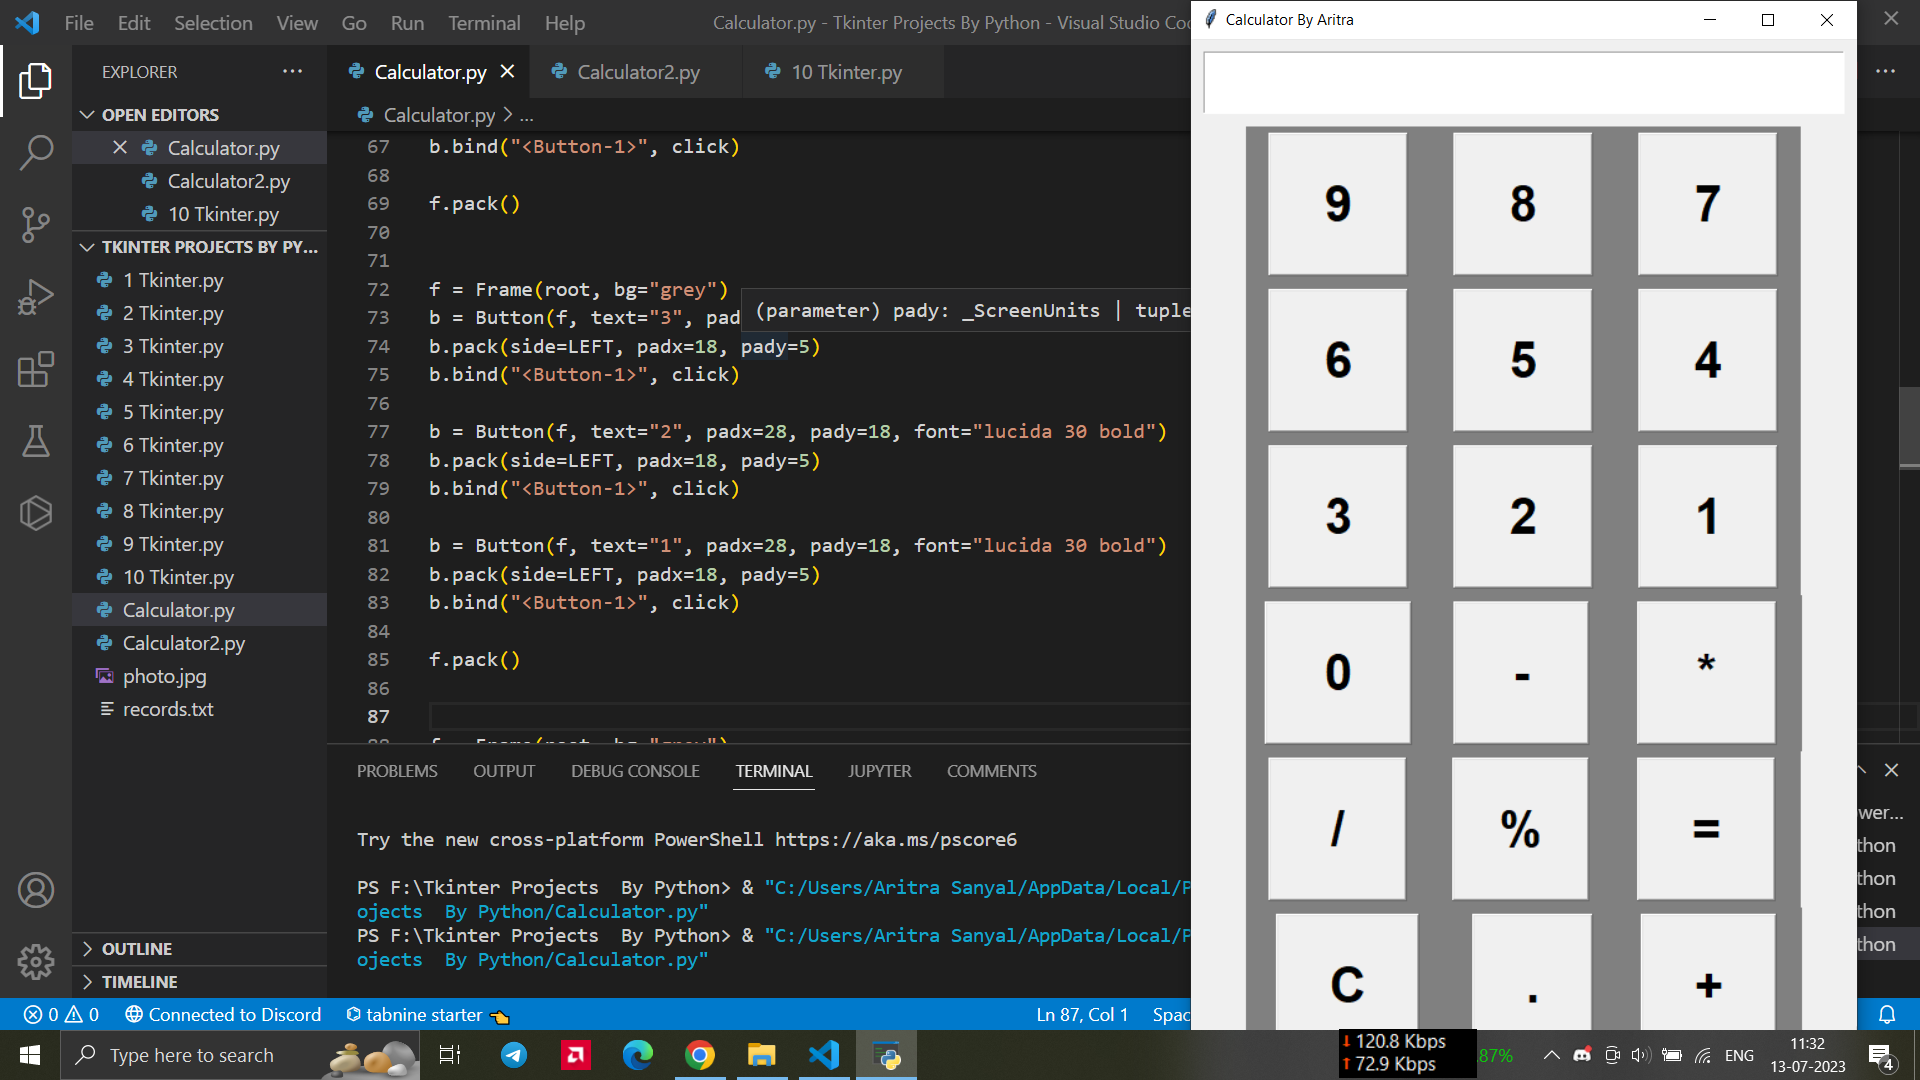 File Edit Selection View Go Run Terminal Help
Calculator.py - Tkinter Projects By Python - Visual Studio Co
EXPLORER
OPEN EDITORS
Calculator.py
Calculator2.py
10 Tkinter.py
TKINTER PROJECTS BY PY...
1 Tkinter.py
2 Tkinter.py
3 Tkinter.py
4 Tkinter.py
5 Tkinter.py
6 Tkinter.py
7 Tkinter.py
8 Tkinter.py
9 Tkinter.py
10 Tkinter.py
Calculator.py
Calculator2.py
photo.jpg
records.txt
OUTLINE
TIMELINE
Calculator.py Calculator2.py 10 Tkinter.py
Calculator.py > ...
67 b.bind("<Button-1>", click)
68
69 f.pack()
70
71
72 f = Frame(root, bg="grey")
73 b = Button(f, text="3", pad
(parameter) pady: _ScreenUnits | tuple
74 b.pack(side=LEFT, padx=18, pady=5)
75 b.bind("<Button-1>", click)
76
77 b = Button(f, text="2", padx=28, pady=18, font="lucida 30 bold")
78 b.pack(side=LEFT, padx=18, pady=5)
79 b.bind("<Button-1>", click)
80
81 b = Button(f, text="1", padx=28, pady=18, font="lucida 30 bold")
82 b.pack(side=LEFT, padx=18, pady=5)
83 b.bind("<Button-1>", click)
84
85 f.pack()
86
87
PROBLEMS OUTPUT DEBUG CONSOLE TERMINAL JUPYTER COMMENTS
Try the new cross-platform PowerShell https://aka.ms/pscore6
PS F:\Tkinter Projects  By Python> & "C:/Users/Aritra Sanyal/AppData/Local/P
ojects  By Python/Calculator.py"
PS F:\Tkinter Projects  By Python> & "C:/Users/Aritra Sanyal/AppData/Local/P
ojects  By Python/Calculator.py"
wer...
thon
thon
thon
thon
Calculator By Aritra
9 8 7
6 5 4
3 2 1
0 - *
/ % =
C . +
0 0 Connected to Discord tabnine starter Ln 87, Col 1 Spac
Type here to search
120.8 Kbps
72.9 Kbps
87%
ENG
11:32
13-07-2023
4